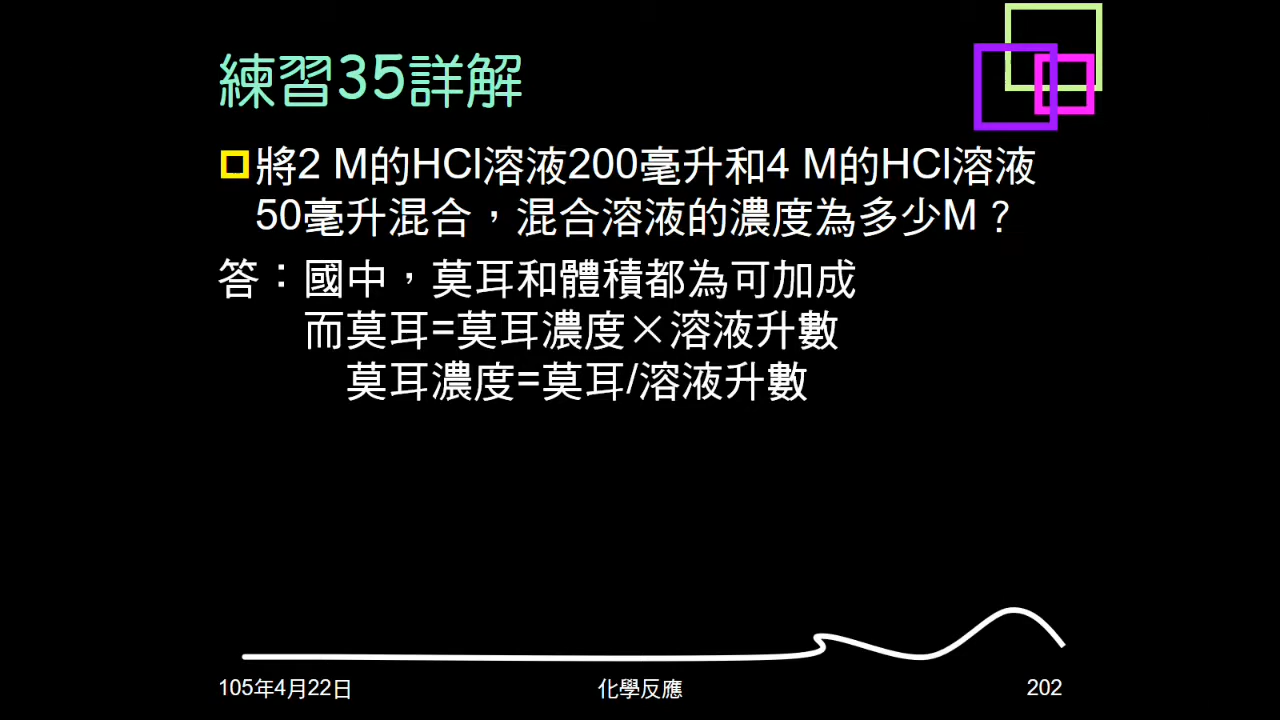 練習35詳解
將2 M的HCl溶液200毫升和4 M的HCl溶液
50毫升混合，混合溶液的濃度為多少M？
答：國中，莫耳和體積都為可加成
而莫耳=莫耳濃度×溶液升數
莫耳濃度=莫耳/溶液升數
105年4月22日
化學反應
202